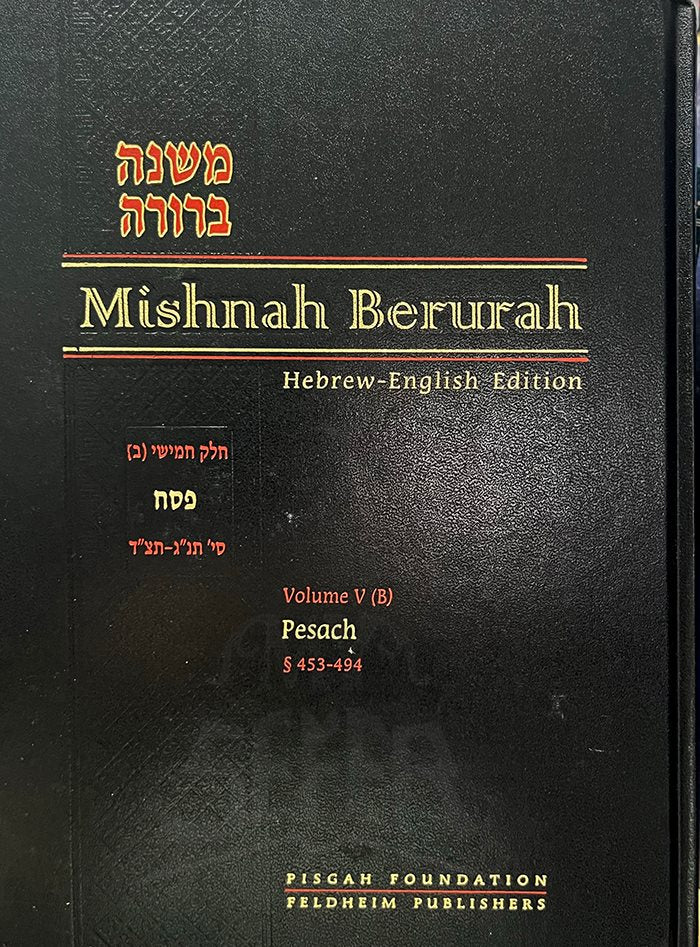 משנה
ברורה
Mishnah Berurah
Hebrew-English Edition
חלק חמישי (ב)
פסח
סי' תנ"ג-תצ"ד
Volume V (B)
Pesach
§ 453-494
PISGAH FOUNDATION
FELDHEIM PUBLISHERS